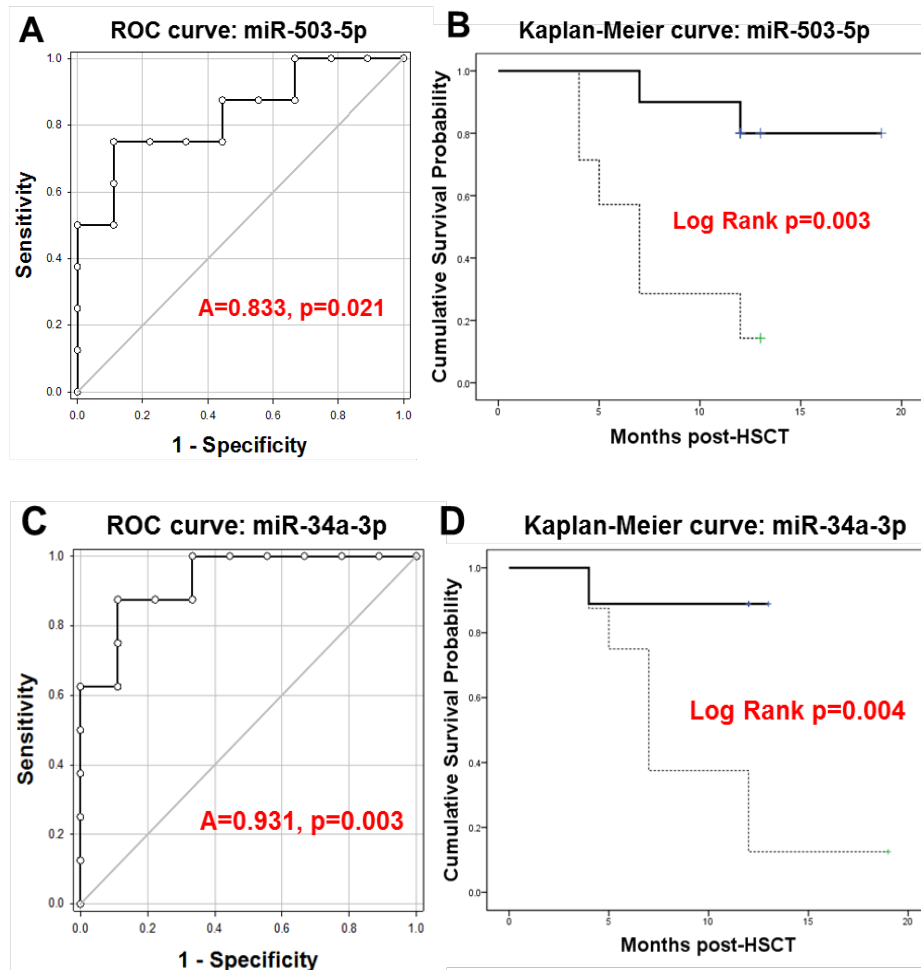 A
ROC curve: miR-503-5p
1.0
0.8
0.6
0.4
0.2
0.0
Sensitivity
A=0.833, p=0.021
0.0 0.2 0.4 0.6 0.8 1.0
1 - Specificity
B
Kaplan-Meier curve: miR-503-5p
1.0
0.8
0.6
0.4
0.2
0.0
Cumulative Survival Probability
Log Rank p=0.003
0 5 10 15 20
Months post-HSCT
C
ROC curve: miR-34a-3p
1.0
0.8
0.6
0.4
0.2
0.0
Sensitivity
A=0.931, p=0.003
0.0 0.2 0.4 0.6 0.8 1.0
1 - Specificity
D
Kaplan-Meier curve: miR-34a-3p
1.0
0.8
0.6
0.4
0.2
0.0
Cumulative Survival Probability
Log Rank p=0.004
0 5 10 15 20
Months post-HSCT